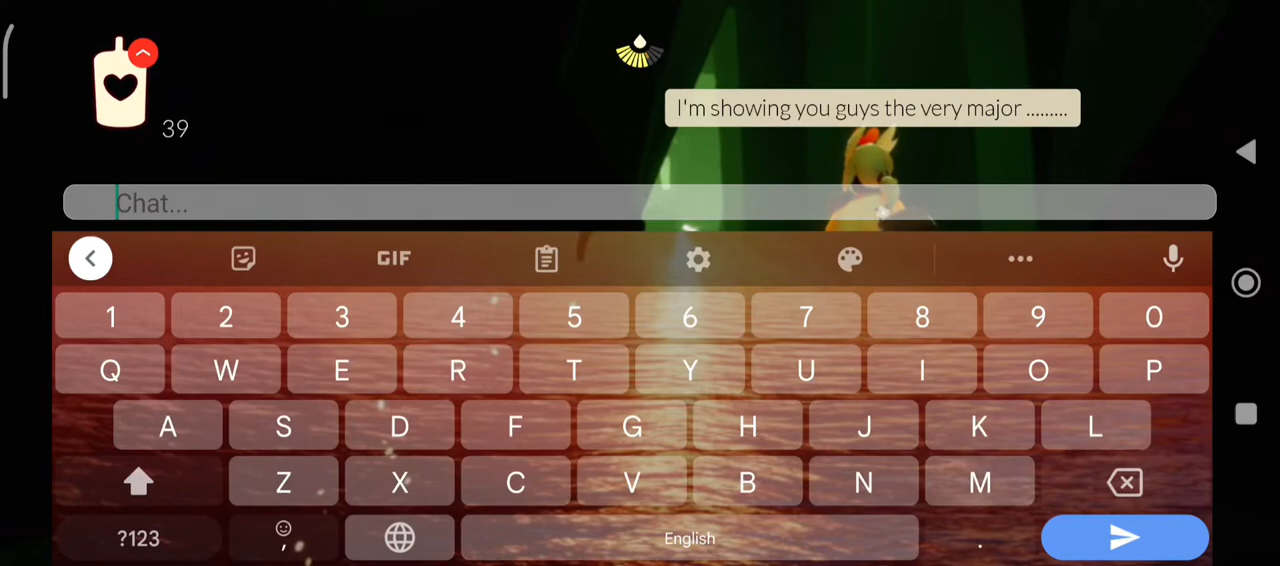 39
I'm showing you guys the very major .........
Chat...
GIF
1 2 3 4 5 6 7 8 9 0
Q W E R T Y U I O P
A S D F G H J K L
Z X C V B N M
?123 , English .